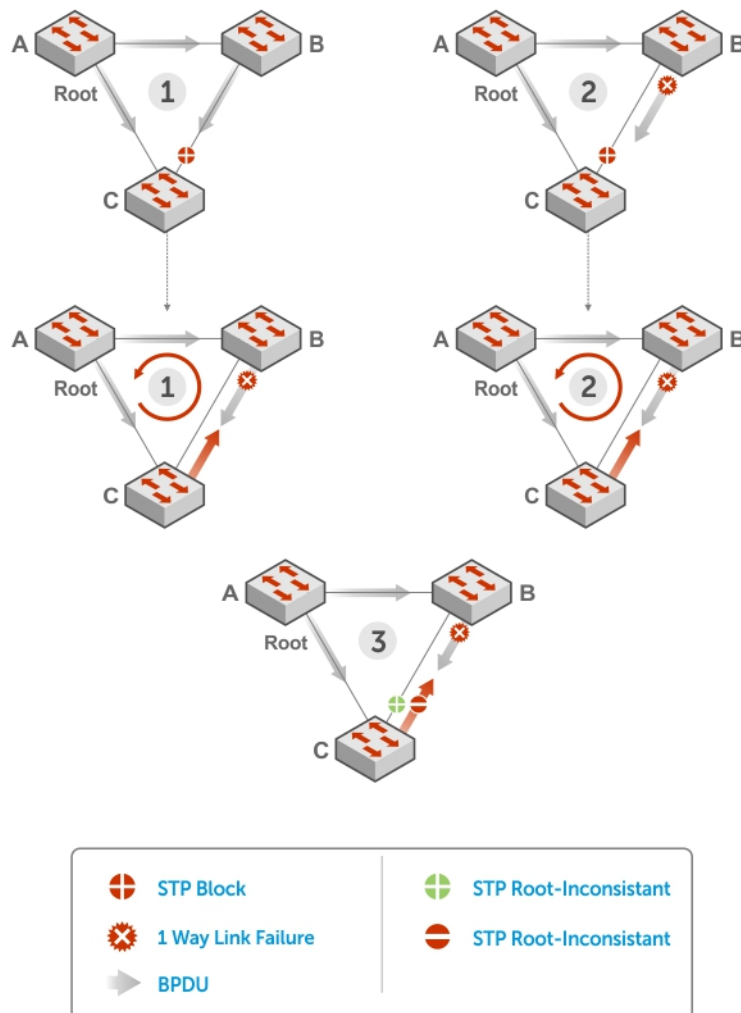 A
B
Root
1
C
A
B
Root
2
C
A
B
Root
1
C
A
B
Root
2
C
A
B
Root
3
C
STP Block
STP Root-Inconsistant
1 Way Link Failure
STP Root-Inconsistant
BPDU